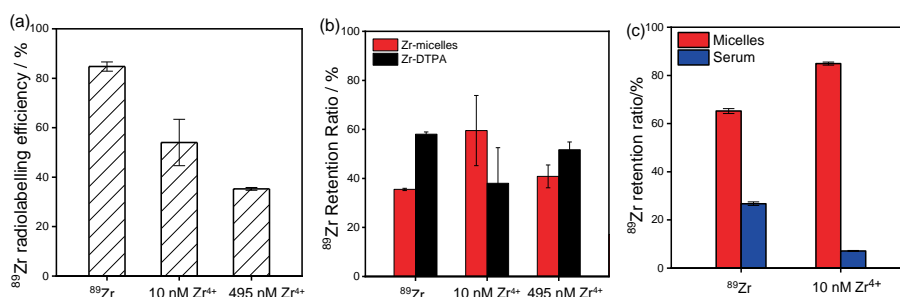 (a)
⁸⁹Zr radiolabelling efficiency / %
100
80
60
40
20
0
⁸⁹Zr
10 nM Zr⁴⁺
495 nM Zr⁴⁺
(b)
Zr-micelles
Zr-DTPA
⁸⁹Zr Retention Ratio / %
100
80
60
40
20
0
⁸⁹Zr
10 nM Zr⁴⁺
495 nM Zr⁴⁺
(c)
Micelles
Serum
⁸⁹Zr retention ratio/%
100
80
60
40
20
0
⁸⁹Zr
10 nM Zr⁴⁺